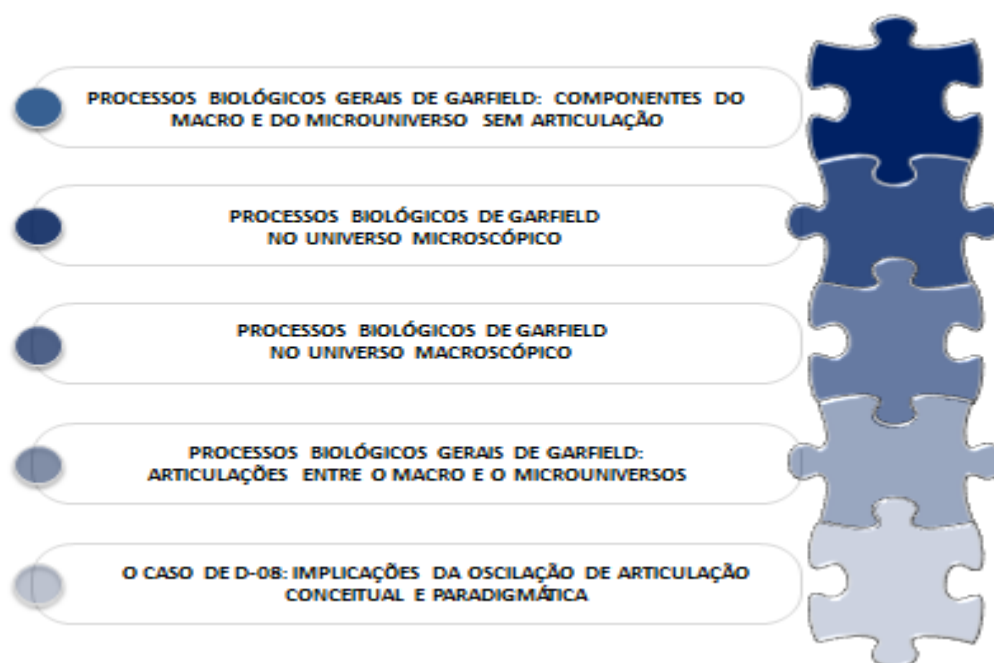 PROCESSOS BIOLÓGICOS GERAIS DE GARFIELD: COMPONENTES DO
MACRO E DO MICROUNIVERSO SEM ARTICULAÇÃO
PROCESSOS BIOLÓGICOS DE GARFIELD
NO UNIVERSO MICROSCÓPICO
PROCESSOS BIOLÓGICOS DE GARFIELD
NO UNIVERSO MACROSCÓPICO
PROCESSOS BIOLÓGICOS GERAIS DE GARFIELD:
ARTICULAÇÕES ENTRE O MACRO E O MICROUNIVERSOS
O CASO DE D-08: IMPLICAÇÕES DA OSCILAÇÃO DE ARTICULAÇÃO
CONCEITUAL E PARADIGMÁTICA